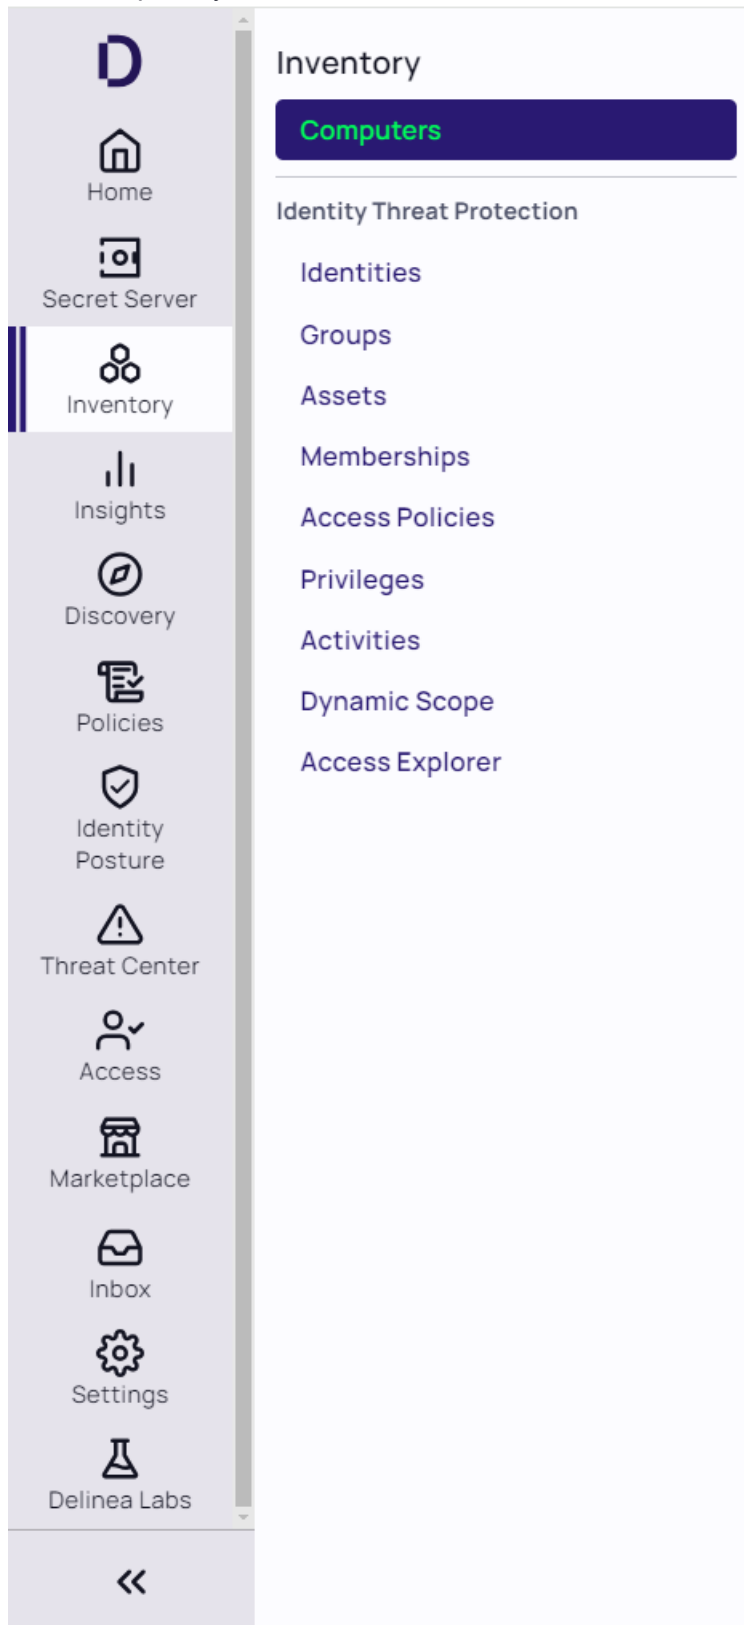 Home
Secret Server
Inventory
Insights
Discovery
Policies
Identity
Posture
Threat Center
Access
Marketplace
Inbox
Settings
Delinea Labs
Inventory
Computers
Identity Threat Protection
Identities
Groups
Assets
Memberships
Access Policies
Privileges
Activities
Dynamic Scope
Access Explorer